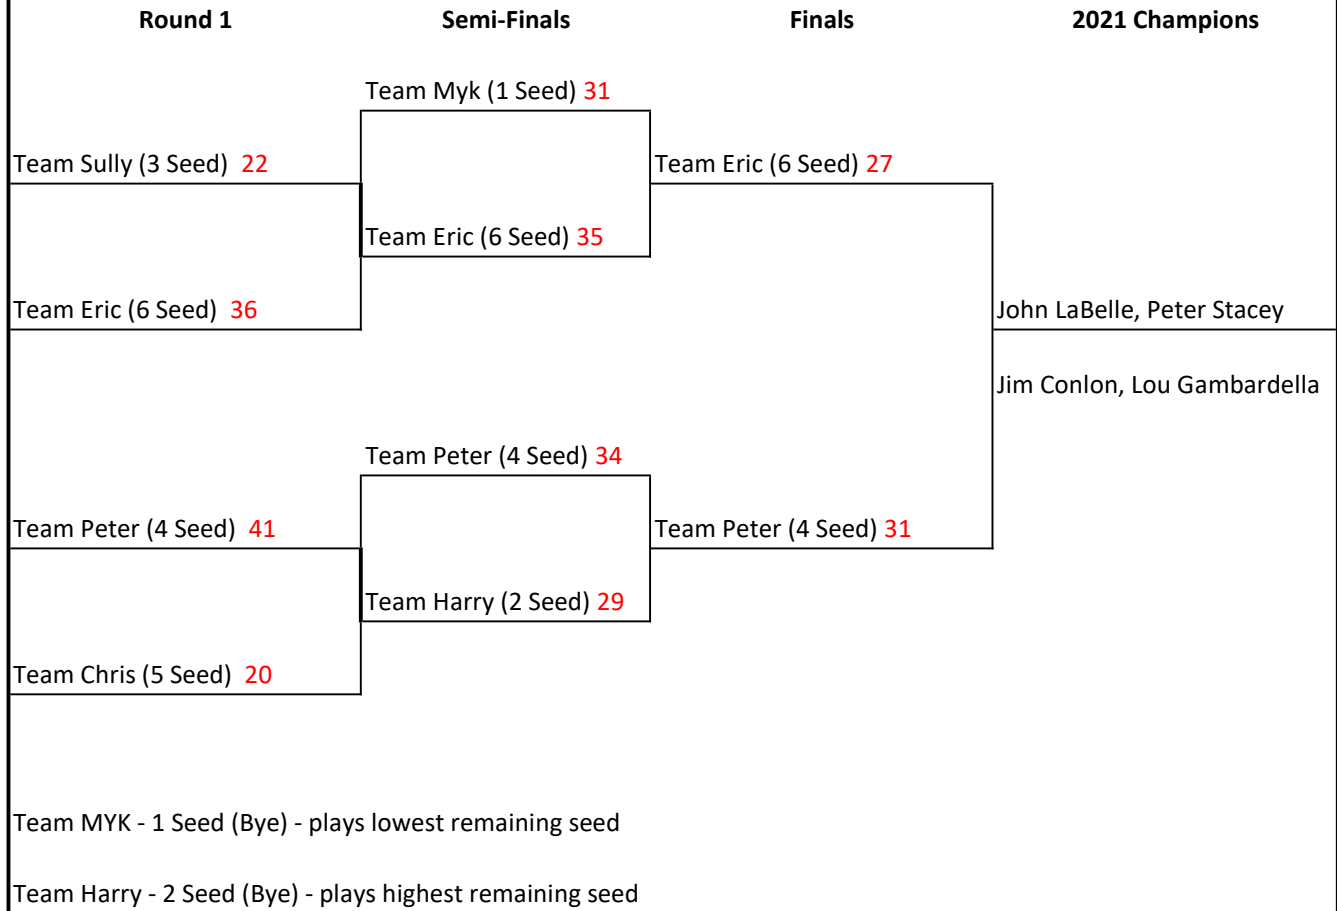 Round 1 Semi-Finals Finals 2021 Champions
Team Myk (1 Seed) 31
Team Sully (3 Seed) 22 Team Eric (6 Seed) 27
Team Eric (6 Seed) 35
Team Eric (6 Seed) 36 John LaBelle, Peter Stacey
Jim Conlon, Lou Gambardella
Team Peter (4 Seed) 34
Team Peter (4 Seed) 41 Team Peter (4 Seed) 31
Team Harry (2 Seed) 29
Team Chris (5 Seed) 20
Team MYK - 1 Seed (Bye) - plays lowest remaining seed
Team Harry - 2 Seed (Bye) - plays highest remaining seed